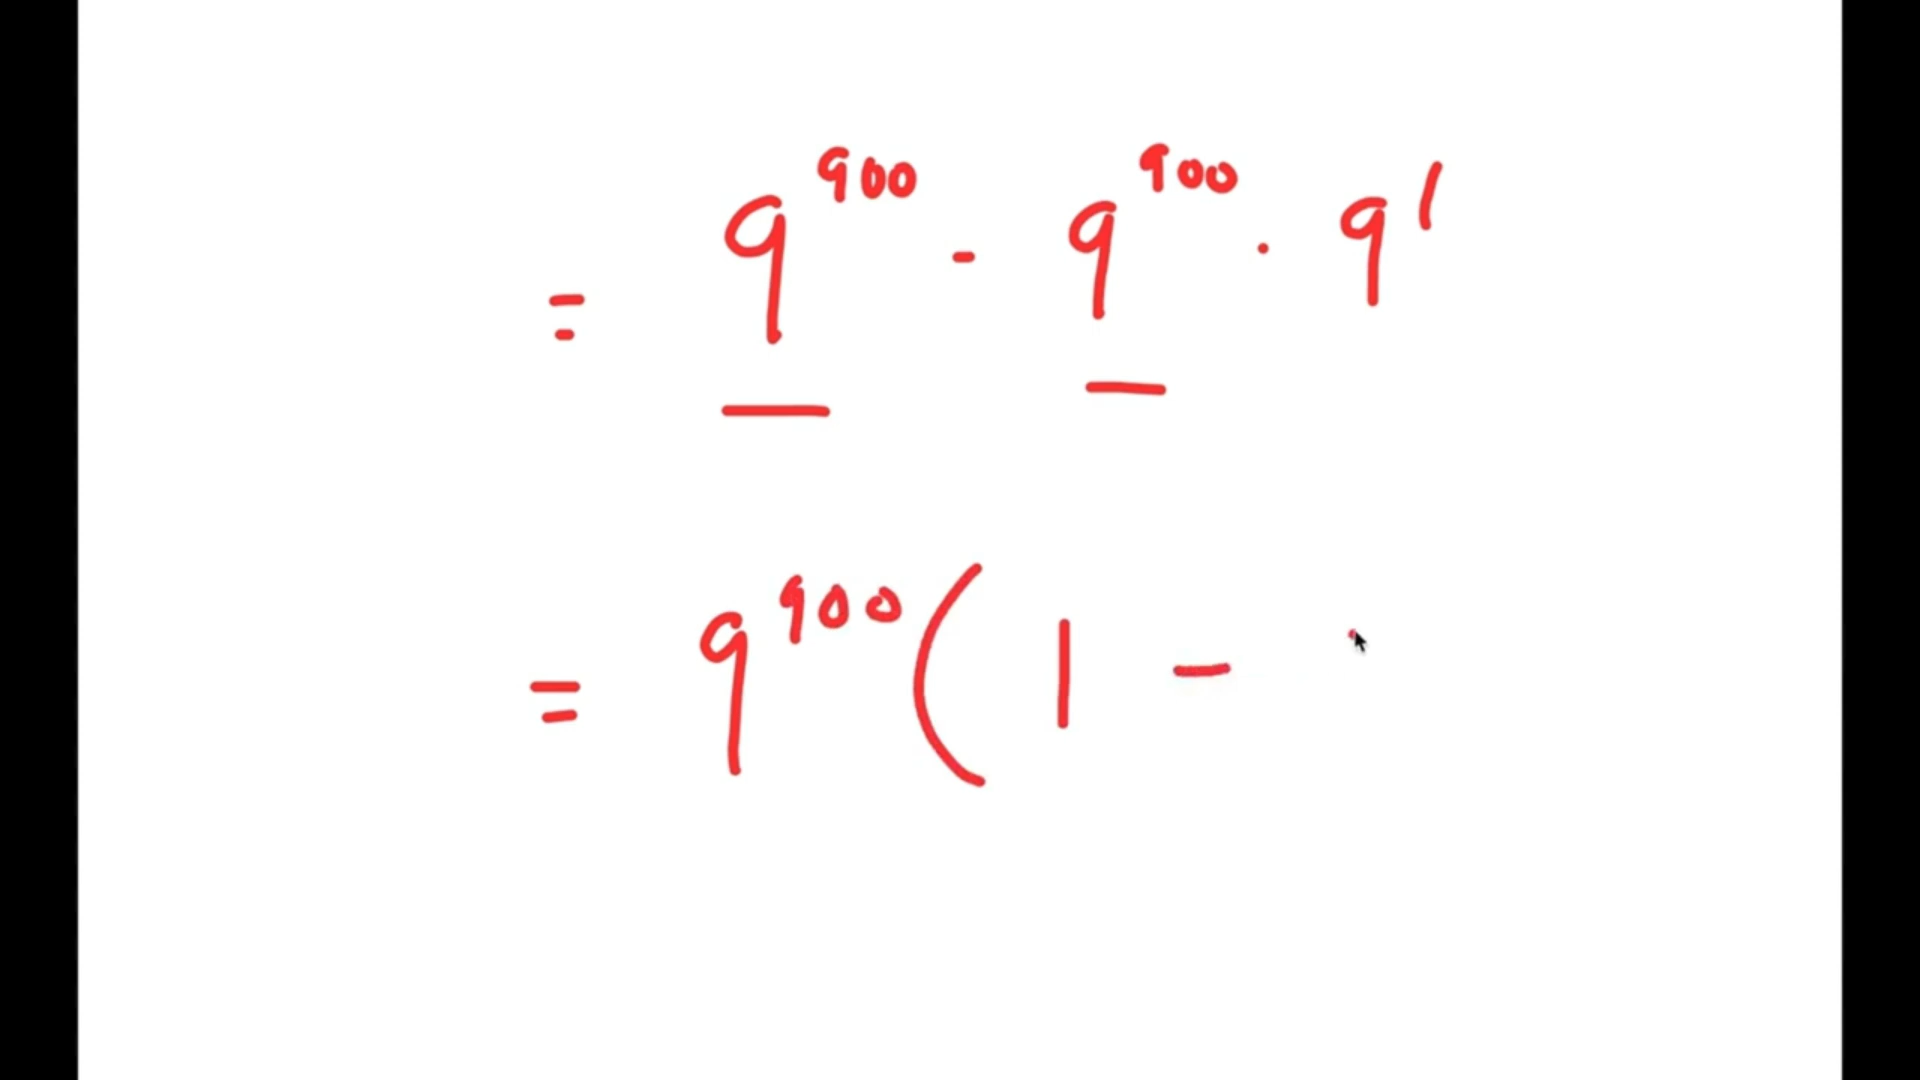 = 9^900 - 9^900 · 9^1
= 9^900 ( 1 -